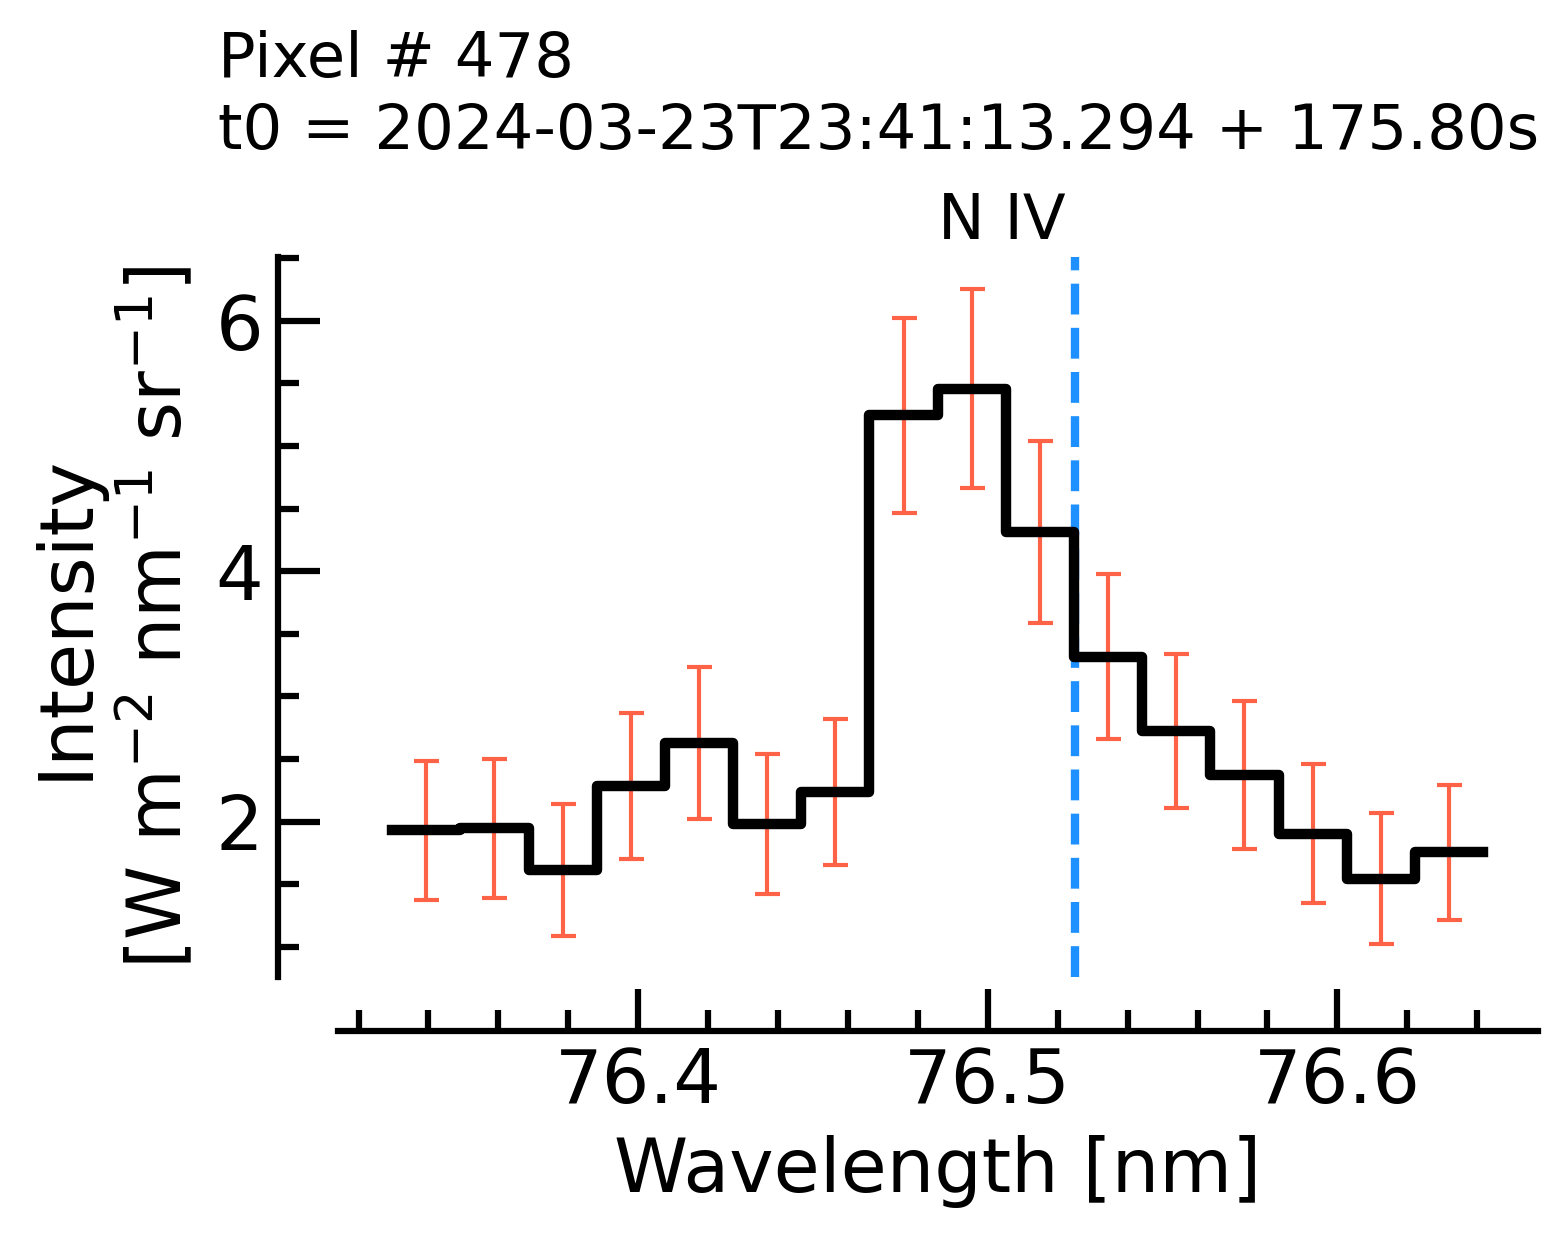 Pixel # 478
t0 = 2024-03-23T23:41:13.294 + 175.80s
N IV
Intensity
[W m⁻² nm⁻¹ sr⁻¹]
6
4
2
76.4 76.5 76.6
Wavelength [nm]